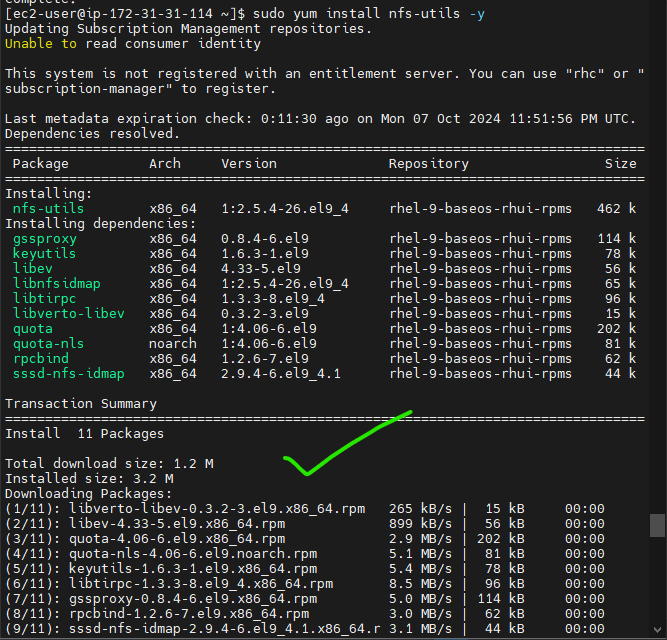 Complete.
[ec2-user@ip-172-31-31-114 ~]$ sudo yum install nfs-utils -y
Updating Subscription Management repositories.
Unable to read consumer identity
This system is not registered with an entitlement server. You can use "rhc" or "
subscription-manager" to register.
Last metadata expiration check: 0:11:30 ago on Mon 07 Oct 2024 11:51:56 PM UTC.
Dependencies resolved.
================================================================================
Package Arch Version Repository Size
================================================================================
Installing:
nfs-utils x86_64 1:2.5.4-26.el9_4 rhel-9-baseos-rhui-rpms 462 k
Installing dependencies:
gssproxy x86_64 0.8.4-6.el9 rhel-9-baseos-rhui-rpms 114 k
keyutils x86_64 1.6.3-1.el9 rhel-9-baseos-rhui-rpms 78 k
libev x86_64 4.33-5.el9 rhel-9-baseos-rhui-rpms 56 k
libnfsidmap x86_64 1:2.5.4-26.el9_4 rhel-9-baseos-rhui-rpms 65 k
libtirpc x86_64 1.3.3-8.el9_4 rhel-9-baseos-rhui-rpms 96 k
libverto-libev x86_64 0.3.2-3.el9 rhel-9-baseos-rhui-rpms 15 k
quota x86_64 1:4.06-6.el9 rhel-9-baseos-rhui-rpms 202 k
quota-nls noarch 1:4.06-6.el9 rhel-9-baseos-rhui-rpms 81 k
rpcbind x86_64 1.2.6-7.el9 rhel-9-baseos-rhui-rpms 62 k
sssd-nfs-idmap x86_64 2.9.4-6.el9_4.1 rhel-9-baseos-rhui-rpms 44 k
Transaction Summary
================================================================================
Install 11 Packages
Total download size: 1.2 M
Installed size: 3.2 M
Downloading Packages:
(1/11): libverto-libev-0.3.2-3.el9.x86_64.rpm 265 kB/s | 15 kB 00:00
(2/11): libev-4.33-5.el9.x86_64.rpm 899 kB/s | 56 kB 00:00
(3/11): quota-4.06-6.el9.x86_64.rpm 2.9 MB/s | 202 kB 00:00
(4/11): quota-nls-4.06-6.el9.noarch.rpm 5.1 MB/s | 81 kB 00:00
(5/11): keyutils-1.6.3-1.el9.x86_64.rpm 5.4 MB/s | 78 kB 00:00
(6/11): libtirpc-1.3.3-8.el9_4.x86_64.rpm 8.5 MB/s | 96 kB 00:00
(7/11): gssproxy-0.8.4-6.el9.x86_64.rpm 5.0 MB/s | 114 kB 00:00
(8/11): rpcbind-1.2.6-7.el9.x86_64.rpm 3.0 MB/s | 62 kB 00:00
(9/11): sssd-nfs-idmap-2.9.4-6.el9_4.1.x86_64.r 3.1 MB/s | 44 kB 00:00